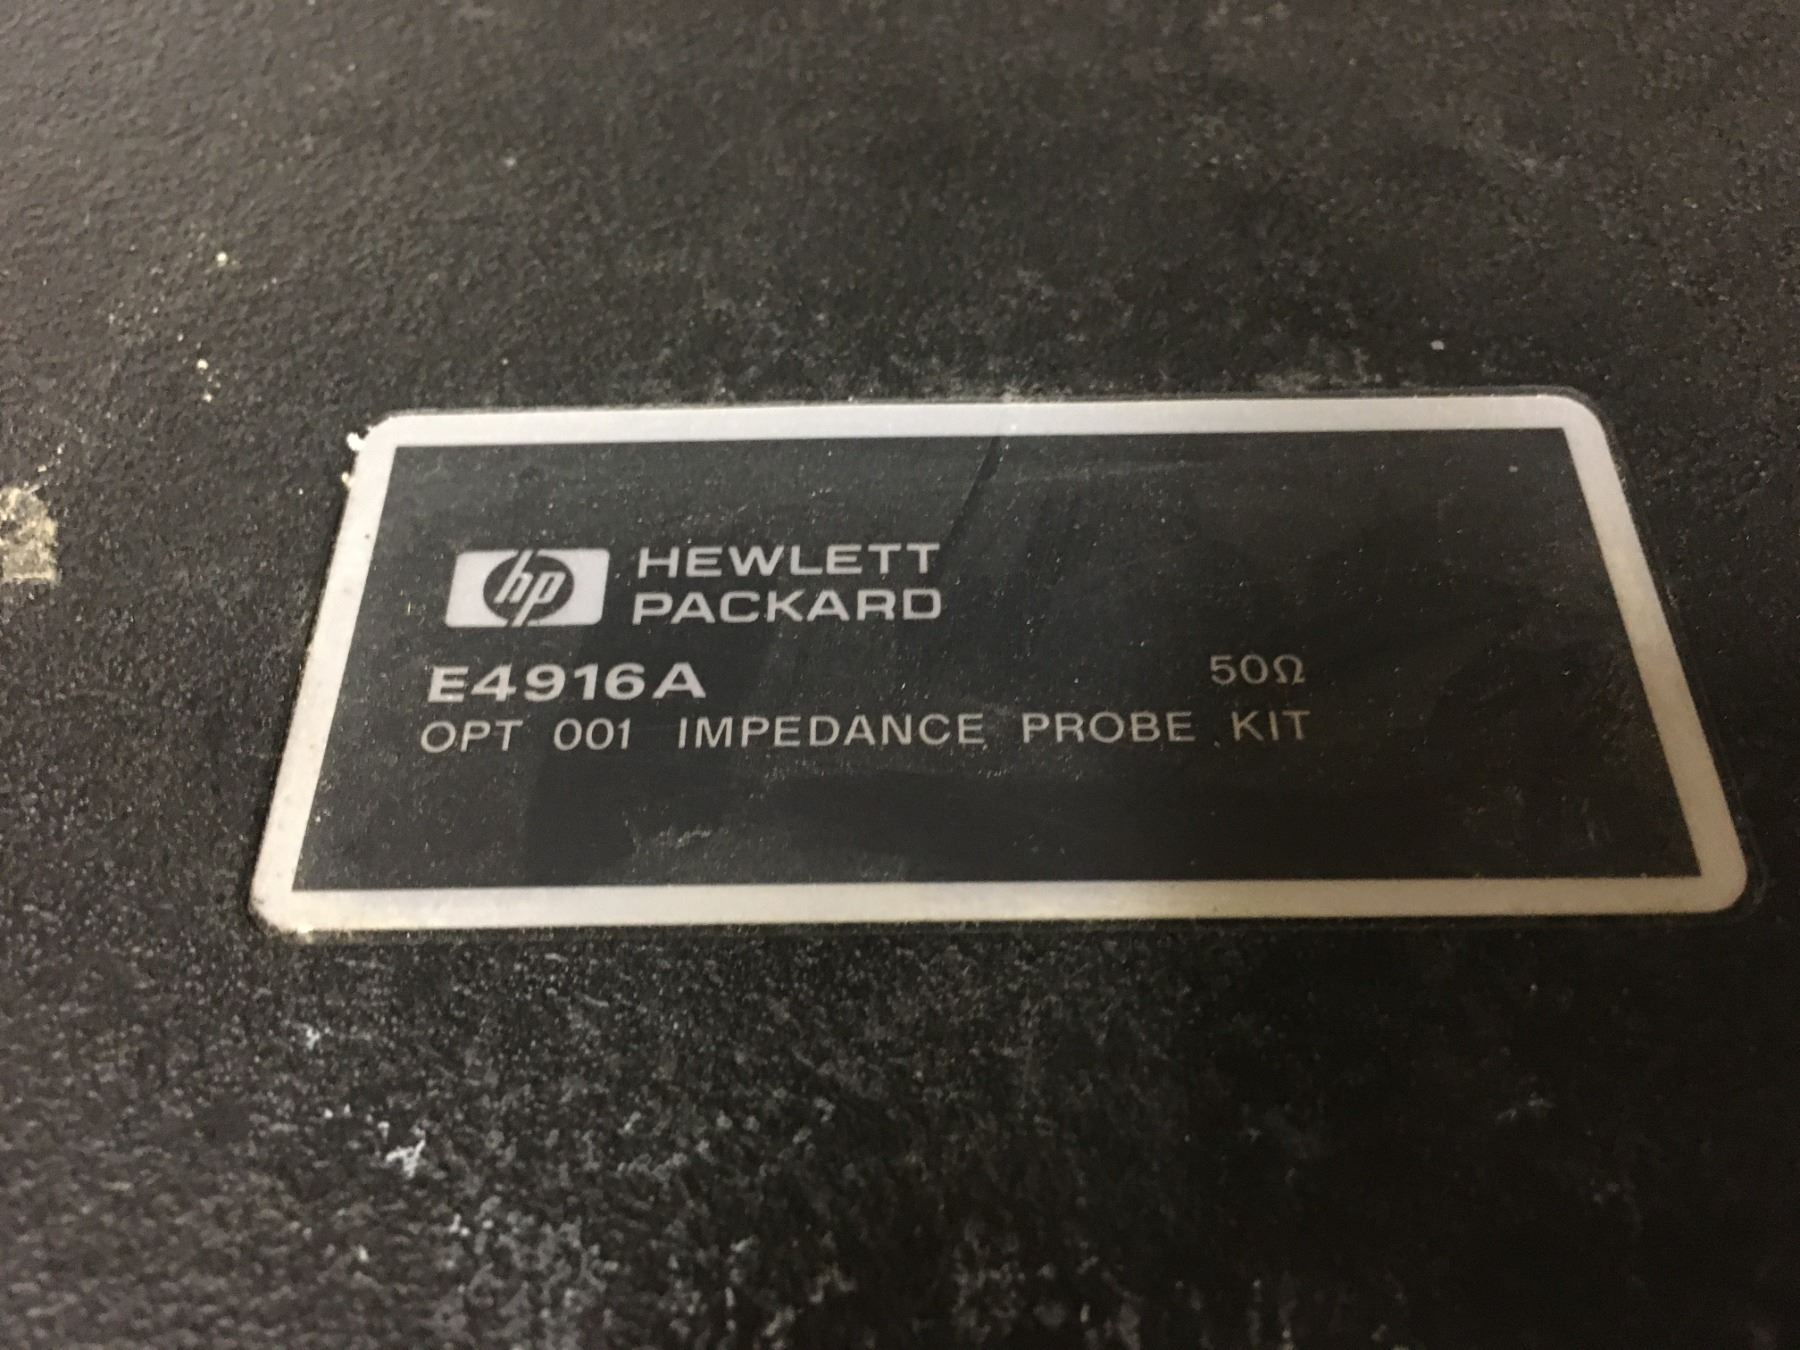 hp HEWLETT
PACKARD
E4916A 50Ω
OPT 001 IMPEDANCE PROBE KIT